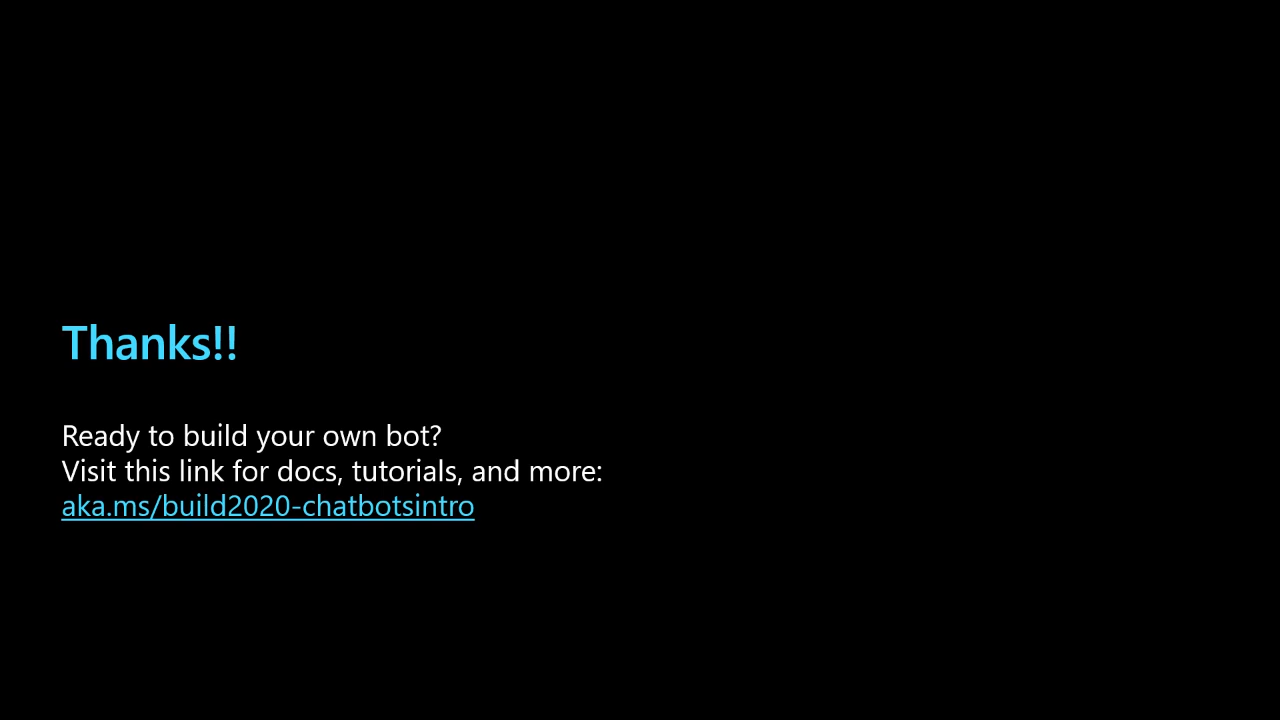 Thanks!!
Ready to build your own bot?
Visit this link for docs, tutorials, and more:
aka.ms/build2020-chatbotsintro